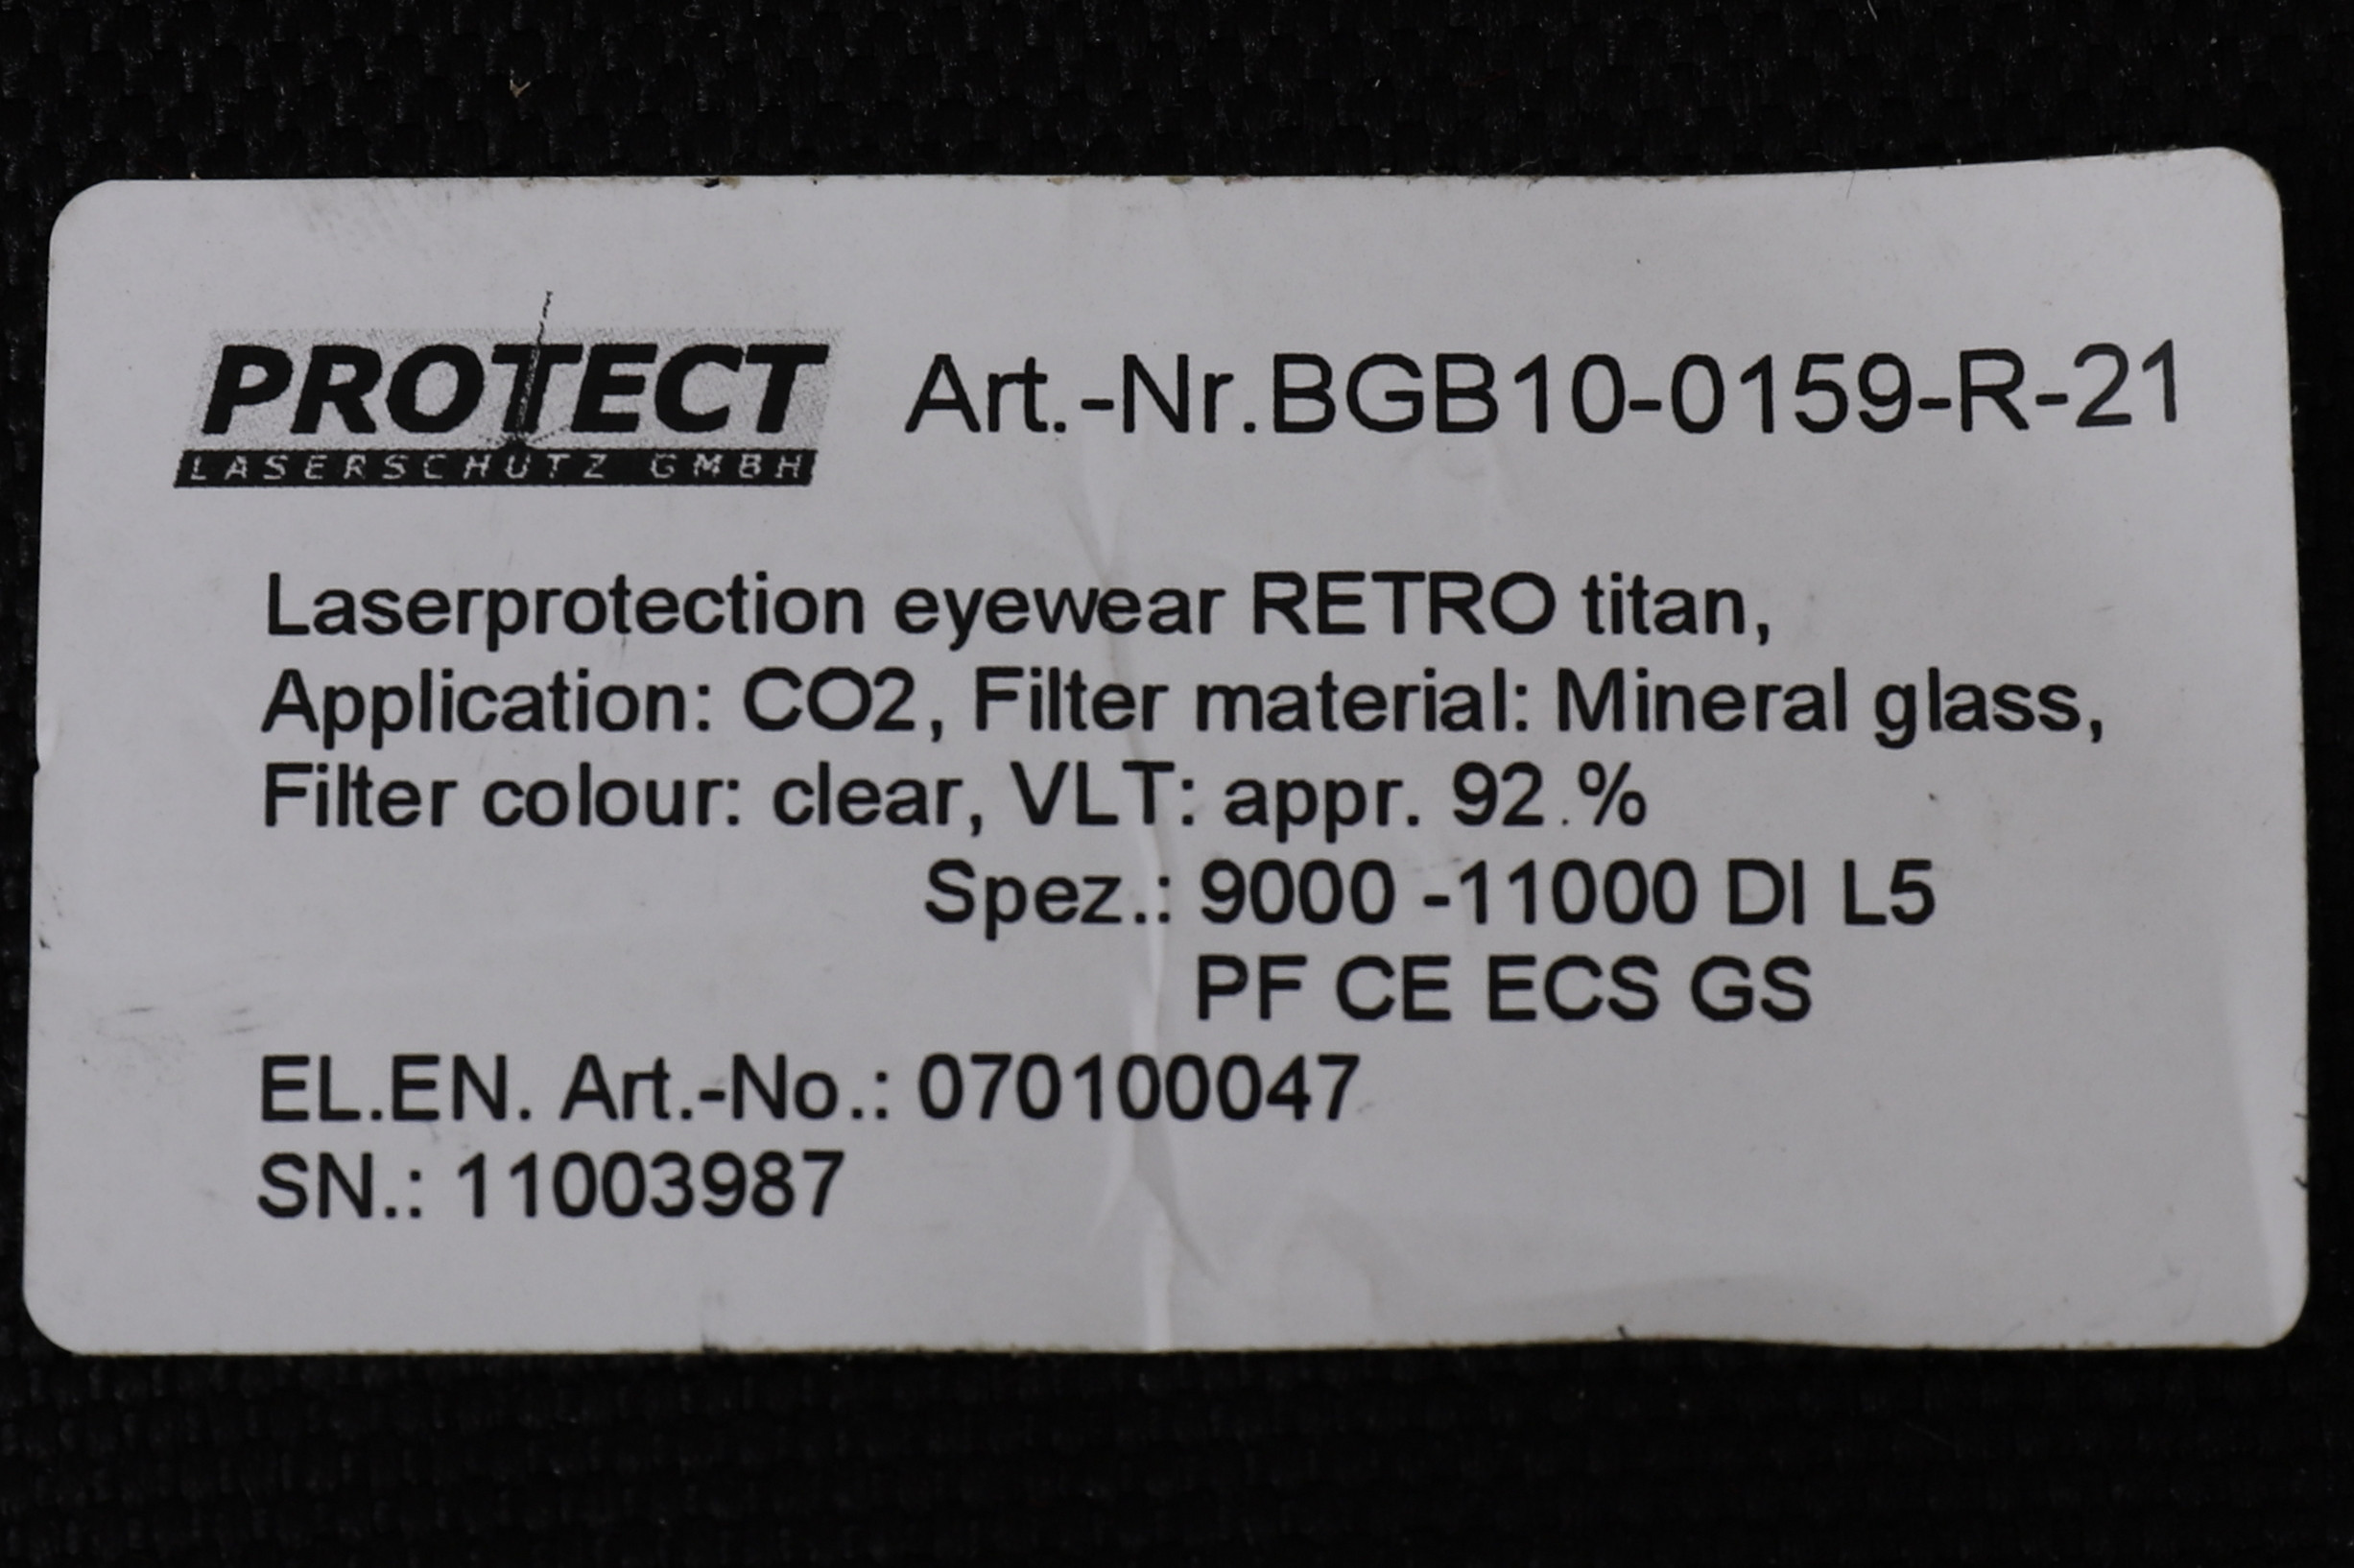 PROTECT
LASERSCHUTZ GMBH
Art.-Nr.BGB10-0159-R-21
Laserprotection eyewear RETRO titan,
Application: CO2, Filter material: Mineral glass,
Filter colour: clear, VLT: appr. 92 %
Spez.: 9000 -11000 DI L5
PF CE ECS GS
EL.EN. Art.-No.: 070100047
SN.: 11003987